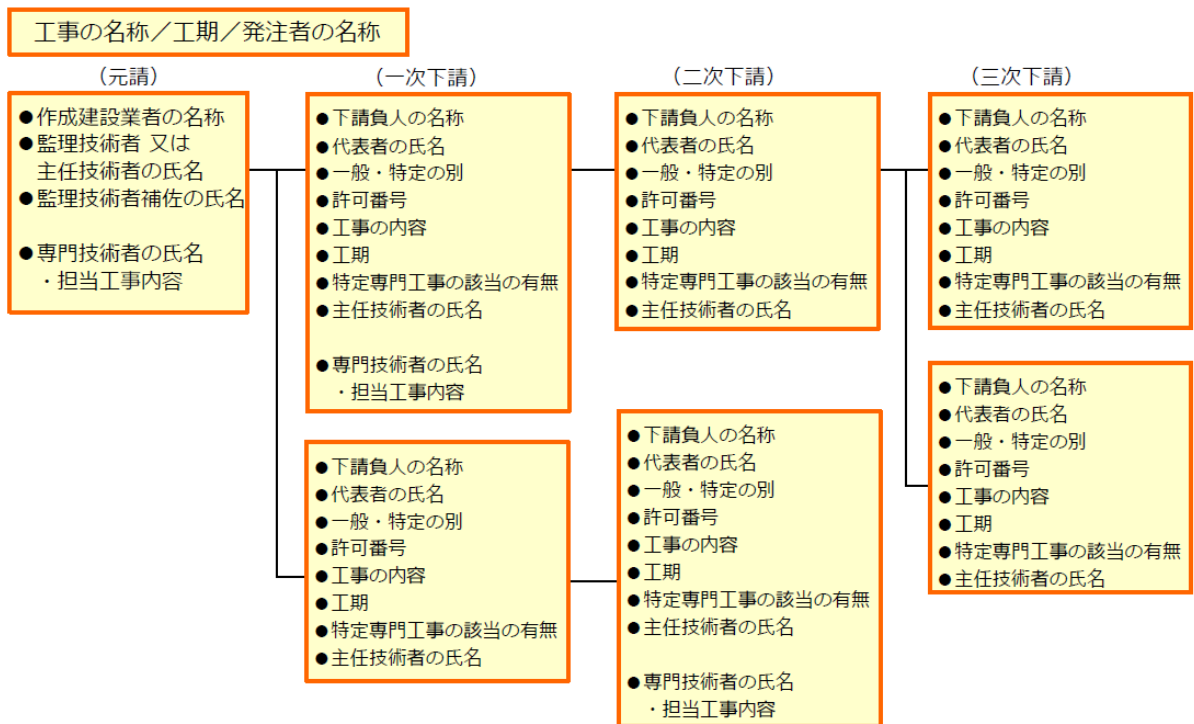 工事の名称／工期／発注者の名称
（元請）
●作成建設業者の名称
●監理技術者 又は
主任技術者の氏名
●監理技術者補佐の氏名
●専門技術者の氏名
・担当工事内容
（一次下請）
●下請負人の名称
●代表者の氏名
●一般・特定の別
●許可番号
●工事の内容
●工期
●特定専門工事の該当の有無
●主任技術者の氏名
●専門技術者の氏名
・担当工事内容
●下請負人の名称
●代表者の氏名
●一般・特定の別
●許可番号
●工事の内容
●工期
●特定専門工事の該当の有無
●主任技術者の氏名
（二次下請）
●下請負人の名称
●代表者の氏名
●一般・特定の別
●許可番号
●工事の内容
●工期
●特定専門工事の該当の有無
●主任技術者の氏名
●下請負人の名称
●代表者の氏名
●一般・特定の別
●許可番号
●工事の内容
●工期
●特定専門工事の該当の有無
●主任技術者の氏名
●専門技術者の氏名
・担当工事内容
（三次下請）
●下請負人の名称
●代表者の氏名
●一般・特定の別
●許可番号
●工事の内容
●工期
●特定専門工事の該当の有無
●主任技術者の氏名
●下請負人の名称
●代表者の氏名
●一般・特定の別
●許可番号
●工事の内容
●工期
●特定専門工事の該当の有無
●主任技術者の氏名